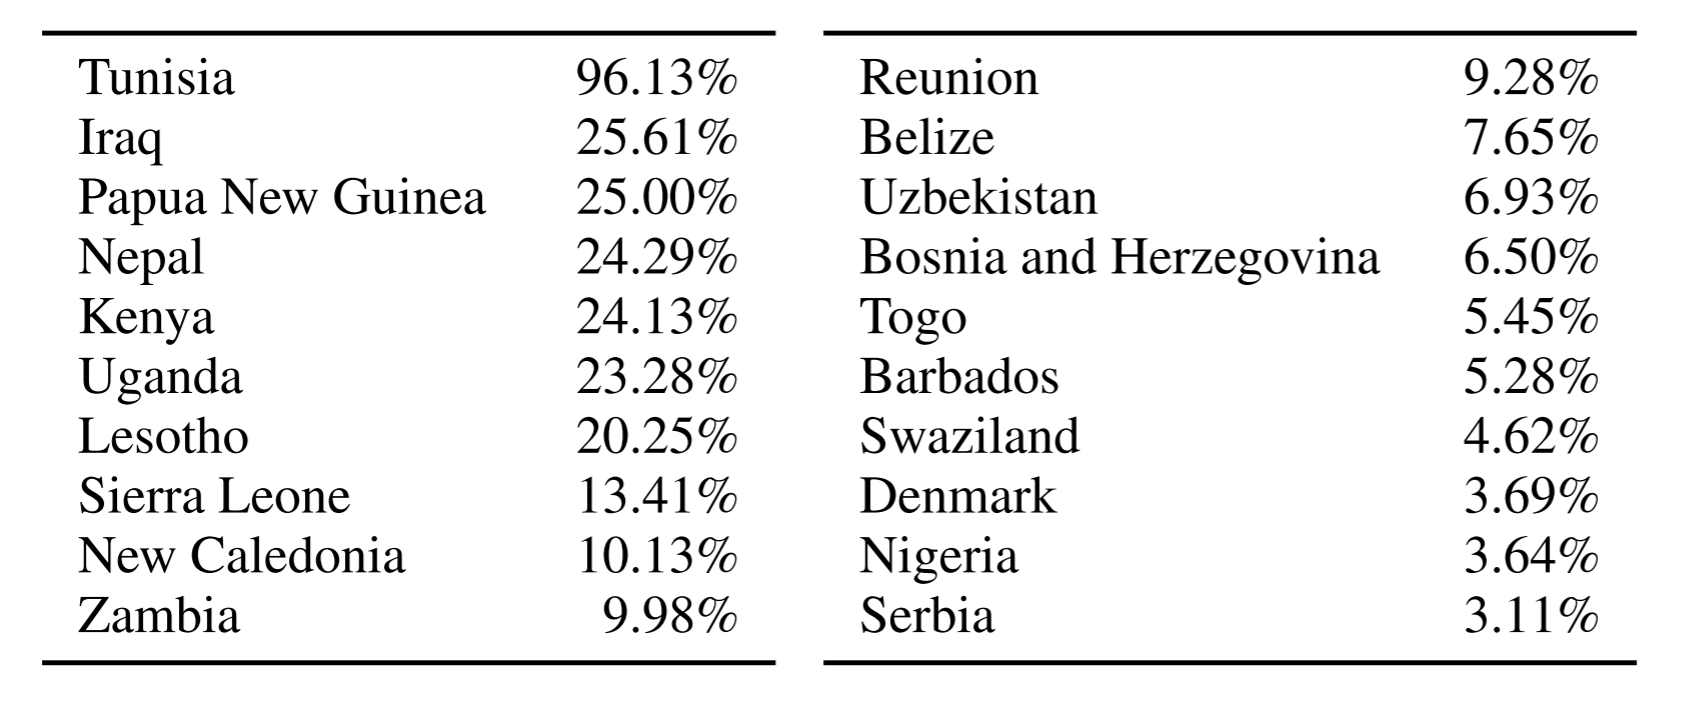 Tunisia 96.13%
Iraq 25.61%
Papua New Guinea 25.00%
Nepal 24.29%
Kenya 24.13%
Uganda 23.28%
Lesotho 20.25%
Sierra Leone 13.41%
New Caledonia 10.13%
Zambia 9.98%
Reunion 9.28%
Belize 7.65%
Uzbekistan 6.93%
Bosnia and Herzegovina 6.50%
Togo 5.45%
Barbados 5.28%
Swaziland 4.62%
Denmark 3.69%
Nigeria 3.64%
Serbia 3.11%